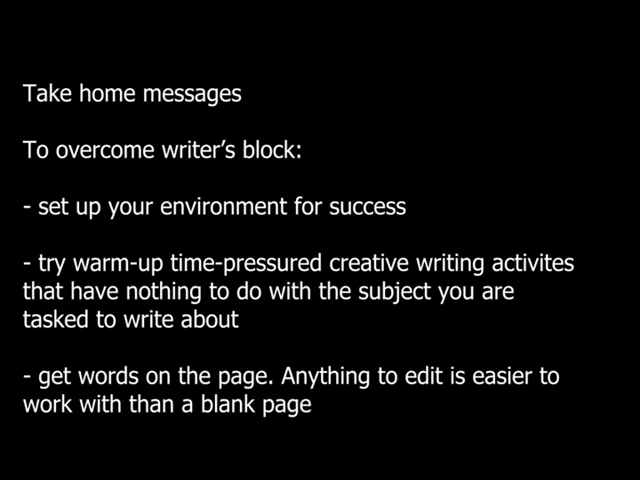 Take home messages
To overcome writer’s block:
- set up your environment for success
- try warm-up time-pressured creative writing activites
that have nothing to do with the subject you are
tasked to write about
- get words on the page. Anything to edit is easier to
work with than a blank page